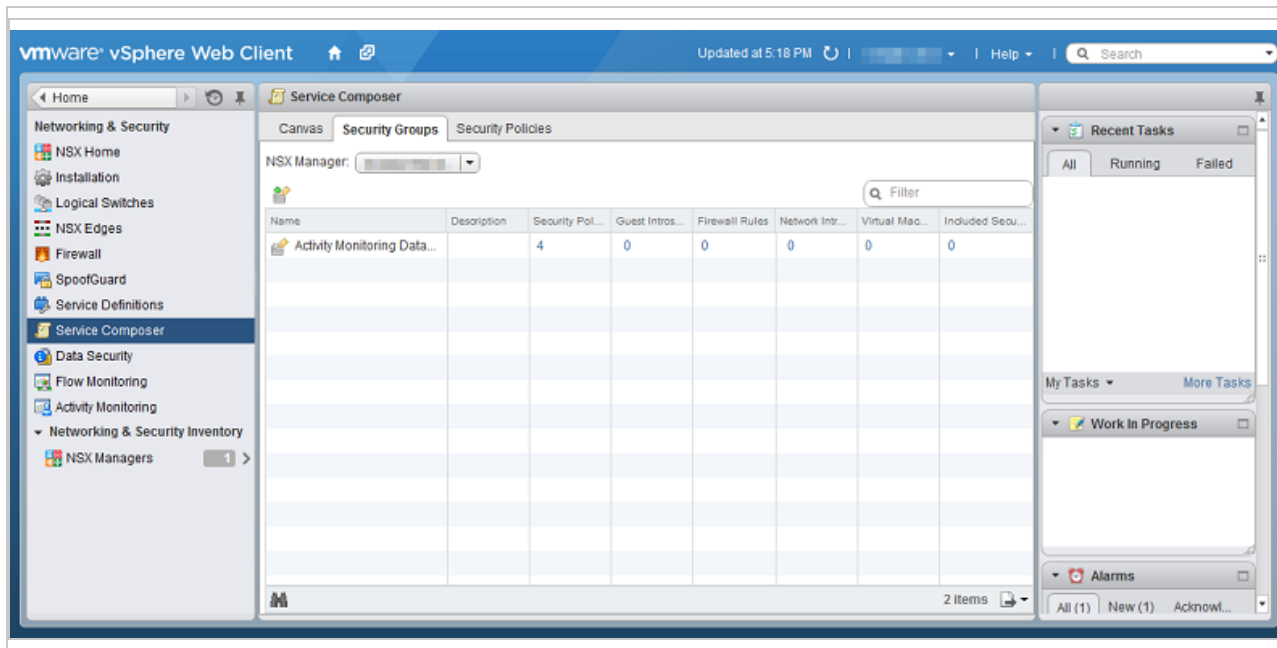 vmware® vSphere Web Client Updated at 5:18 PM Help Search
Home Service Composer
Networking & Security
NSX Home
Installation
Logical Switches
NSX Edges
Firewall
SpoofGuard
Service Definitions
Service Composer
Data Security
Flow Monitoring
Activity Monitoring
Networking & Security Inventory
NSX Managers 1
Canvas Security Groups Security Policies
NSX Manager:
Filter
Name Description Security Pol... Guest Intros... Firewall Rules Network Intr... Virtual Mac... Included Secu...
Activity Monitoring Data... 4 0 0 0 0 0
2 items
Recent Tasks
All Running Failed
My Tasks More Tasks
Work In Progress
Alarms
All (1) New (1) Acknowl...